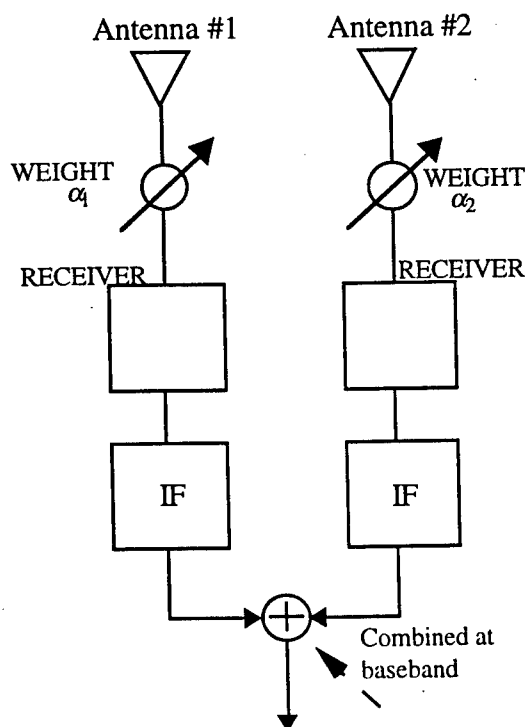 Antenna #1
Antenna #2
WEIGHT
α1
WEIGHT
α2
RECEIVER
RECEIVER
IF
IF
Combined at
baseband